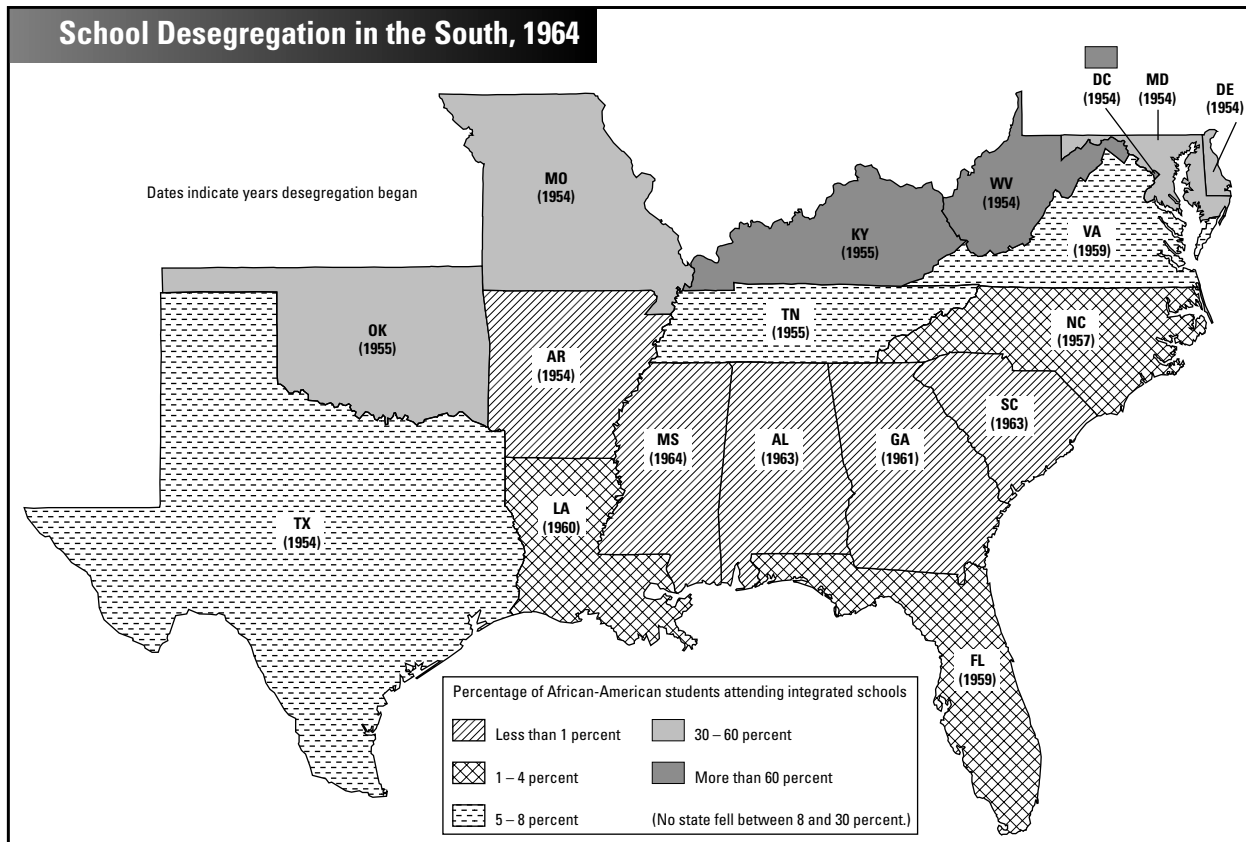 School Desegregation in the South, 1964
DC
(1954)
MD
(1954)
DE
(1954)
Dates indicate years desegregation began
MO
(1954)
WV
(1954)
KY
(1955)
VA
(1959)
OK
(1955)
AR
(1954)
TN
(1955)
NC
(1957)
SC
(1963)
MS
(1964)
AL
(1963)
GA
(1961)
TX
(1954)
LA
(1960)
FL
(1959)
Percentage of African-American students attending integrated schools
Less than 1 percent
30 – 60 percent
1 – 4 percent
More than 60 percent
5 – 8 percent
(No state fell between 8 and 30 percent.)